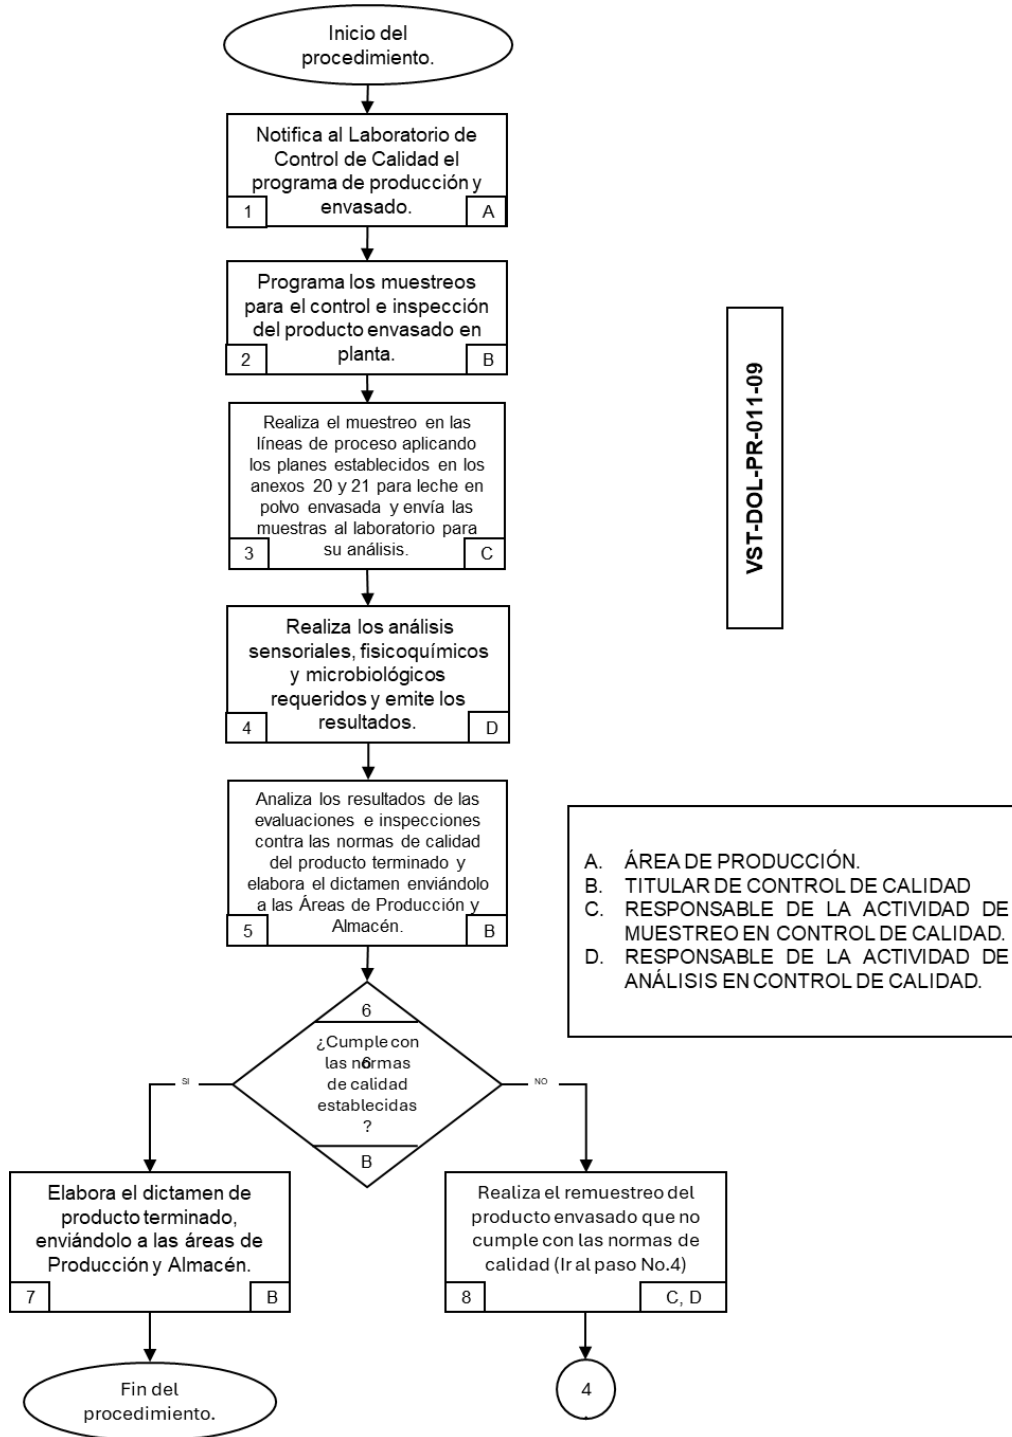 Inicio del
procedimiento.
Notifica al Laboratorio de
Control de Calidad el
programa de producción y
envasado.
1
A
Programa los muestreos
para el control e inspección
del producto envasado en
planta.
2
B
Realiza el muestreo en las
líneas de proceso aplicando
los planes establecidos en los
anexos 20 y 21 para leche en
polvo envasada y envía las
muestras al laboratorio para
su análisis.
3
C
Realiza los análisis
sensoriales, fisicoquímicos
y microbiológicos
requeridos y emite los
resultados.
4
D
Analiza los resultados de las
evaluaciones e inspecciones
contra las normas de calidad
del producto terminado y
elabora el dictamen enviándolo
a las Áreas de Producción y
Almacén.
5
B
6
¿Cumple con
las normas
6
de calidad
establecidas
?
B
SI
NO
Elabora el dictamen de
producto terminado,
enviándolo a las áreas de
Producción y Almacén.
7
B
Realiza el remuestreo del
producto envasado que no
cumple con las normas de
calidad (Ir al paso No.4)
8
C, D
Fin del
procedimiento.
4
.
VST-DOL-PR-011-09
A. ÁREA DE PRODUCCIÓN.
B. TITULAR DE CONTROL DE CALIDAD
C. RESPONSABLE DE LA ACTIVIDAD DE
MUESTREO EN CONTROL DE CALIDAD.
D. RESPONSABLE DE LA ACTIVIDAD DE
ANÁLISIS EN CONTROL DE CALIDAD.